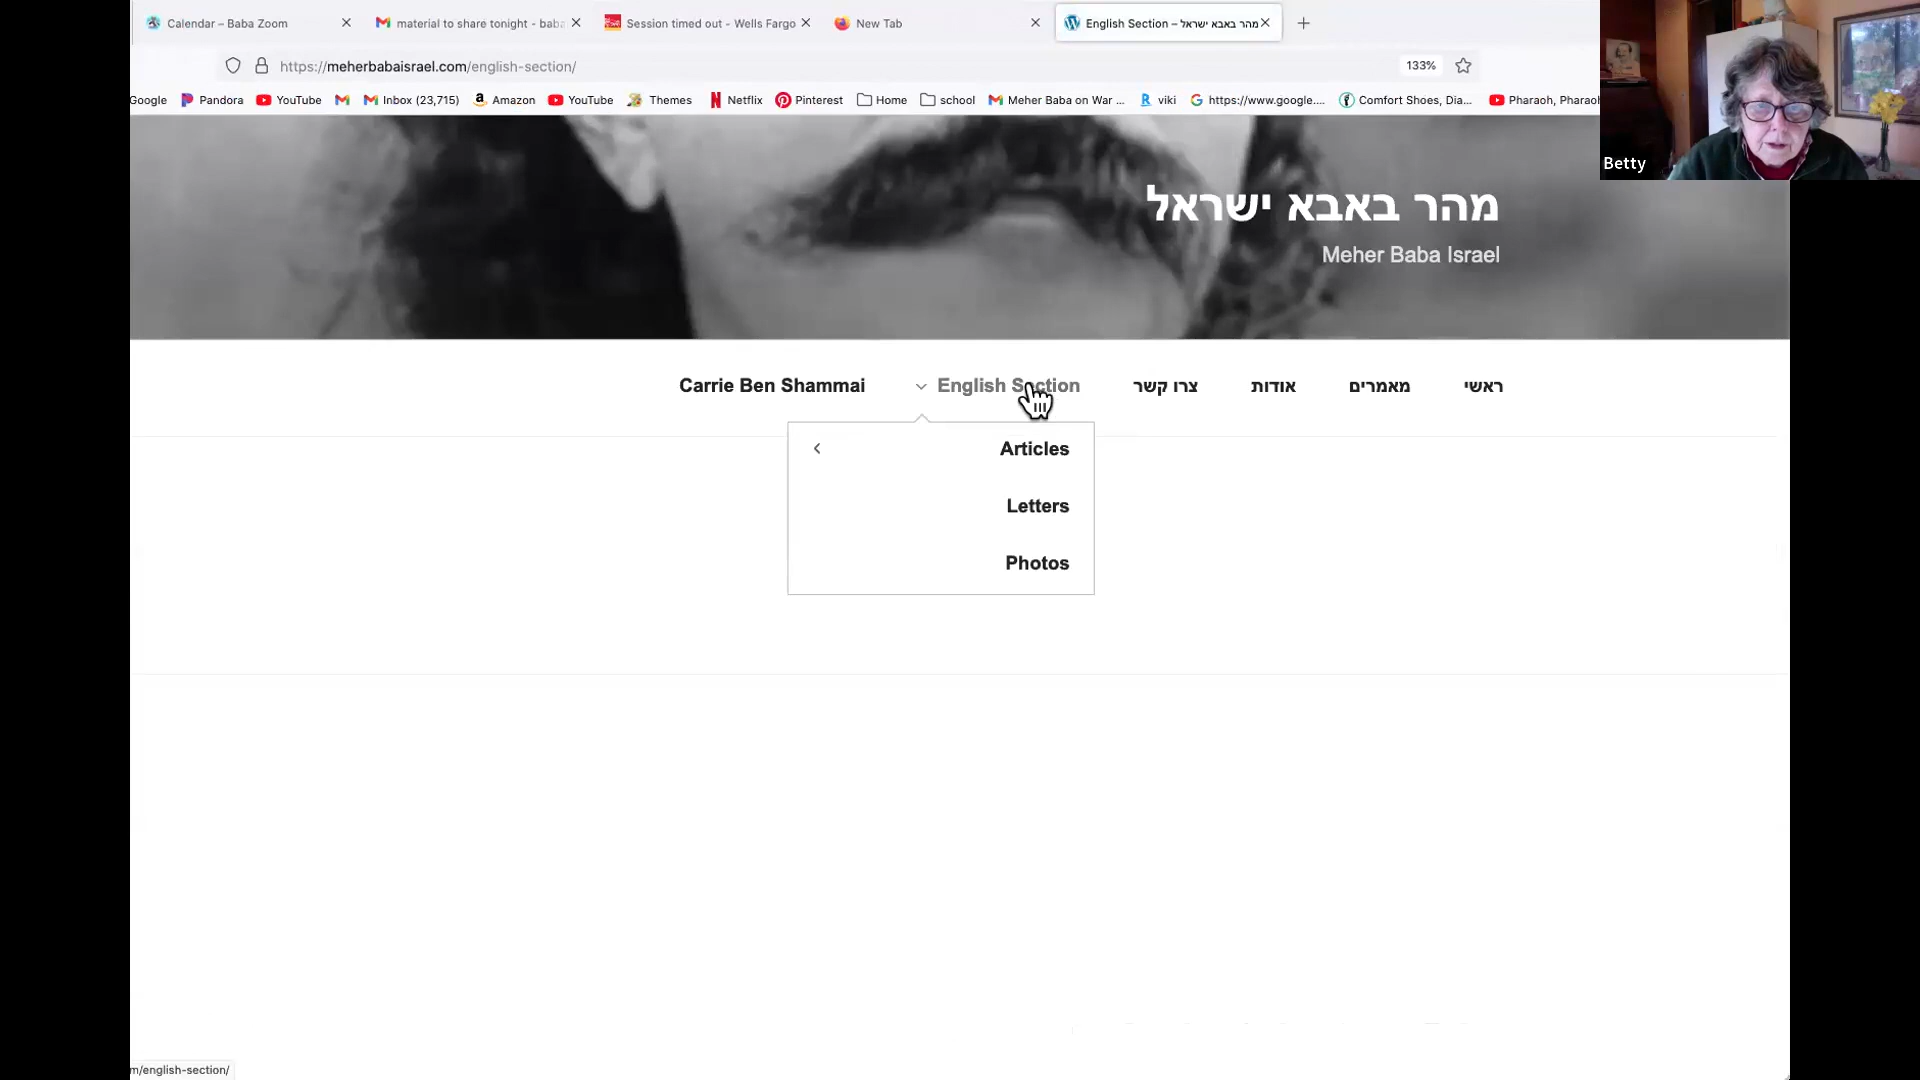 Calendar – Baba Zoom
material to share tonight - baba
Session timed out - Wells Fargo
New Tab
English Section – מהר באבא ישראל
https://meherbabaisrael.com/english-section/
133%
Google
Pandora
YouTube
Inbox (23,715)
Amazon
YouTube
Themes
Netflix
Pinterest
Home
school
Meher Baba on War ...
viki
https://www.google....
Comfort Shoes, Dia...
Pharaoh, Pharaoh
Betty
מהר באבא ישראל
Meher Baba Israel
ראשי
מאמרים
אודות
צרו קשר
English Section
Carrie Ben Shammai
Articles
Letters
Photos
m/english-section/